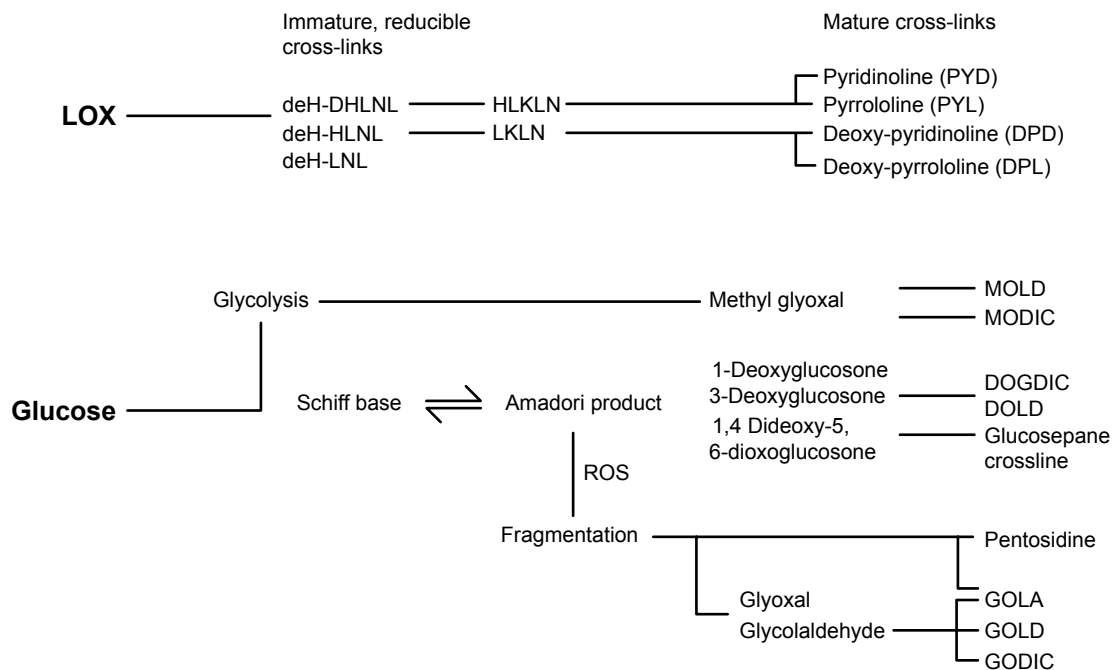 Immature, reducible
cross-links
Mature cross-links
LOX
deH-DHLNL
HLKLN
deH-HLNL
LKLN
deH-LNL
Pyridinoline (PYD)
Pyrrololine (PYL)
Deoxy-pyridinoline (DPD)
Deoxy-pyrrololine (DPL)
Glycolysis
Methyl glyoxal
MOLD
MODIC
Glucose
Schiff base
Amadori product
1-Deoxyglucosone
3-Deoxyglucosone
1,4 Dideoxy-5,
6-dioxoglucosone
DOGDIC
DOLD
Glucosepane
crossline
ROS
Fragmentation
Pentosidine
Glyoxal
Glycolaldehyde
GOLA
GOLD
GODIC